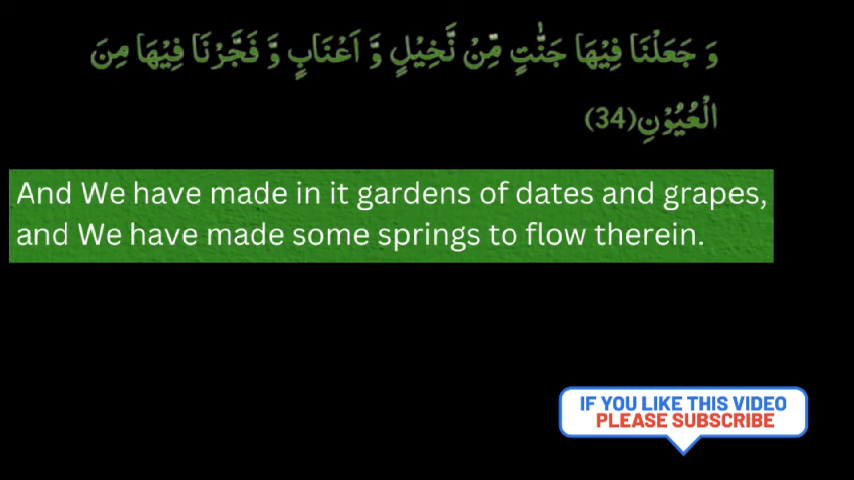 وَ جَعَلْنَا فِیْهَا جَنّٰتٍ مِّنْ نَّخِیْلٍ وَّ اَعْنَابٍ وَّ فَجَّرْنَا فِیْهَا مِنَ
الْعُیُوْنِ(34)
And We have made in it gardens of dates and grapes,
and We have made some springs to flow therein.
IF YOU LIKE THIS VIDEO
PLEASE SUBSCRIBE